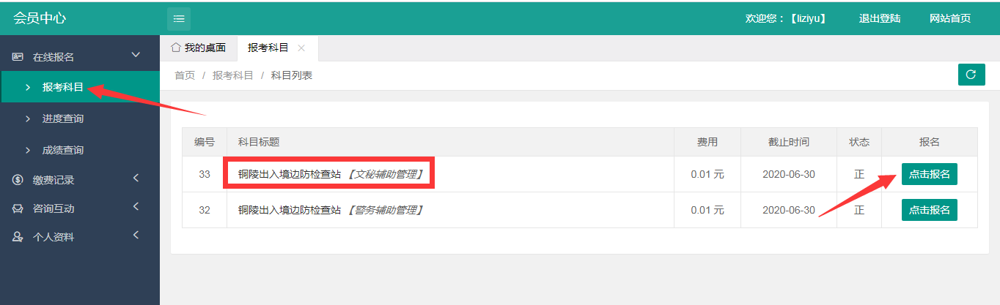 会员中心
欢迎您：【liziyu】 退出登陆 网站首页
在线报名
报考科目
进度查询
成绩查询
缴费记录
咨询互动
个人资料
我的桌面 报考科目
首页 / 报考科目 / 科目列表
编号 科目标题 费用 截止时间 状态 报名
33 铜陵出入境边防检查站 【文秘辅助管理】 0.01 元 2020-06-30 正 点击报名
32 铜陵出入境边防检查站 【警务辅助管理】 0.01 元 2020-06-30 正 点击报名